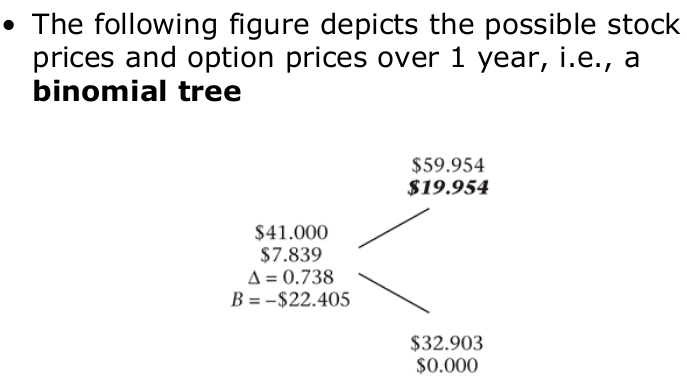 • The following figure depicts the possible stock
prices and option prices over 1 year, i.e., a
binomial tree
$59.954
$19.954
$41.000
$7.839
Δ = 0.738
B = –$22.405
$32.903
$0.000